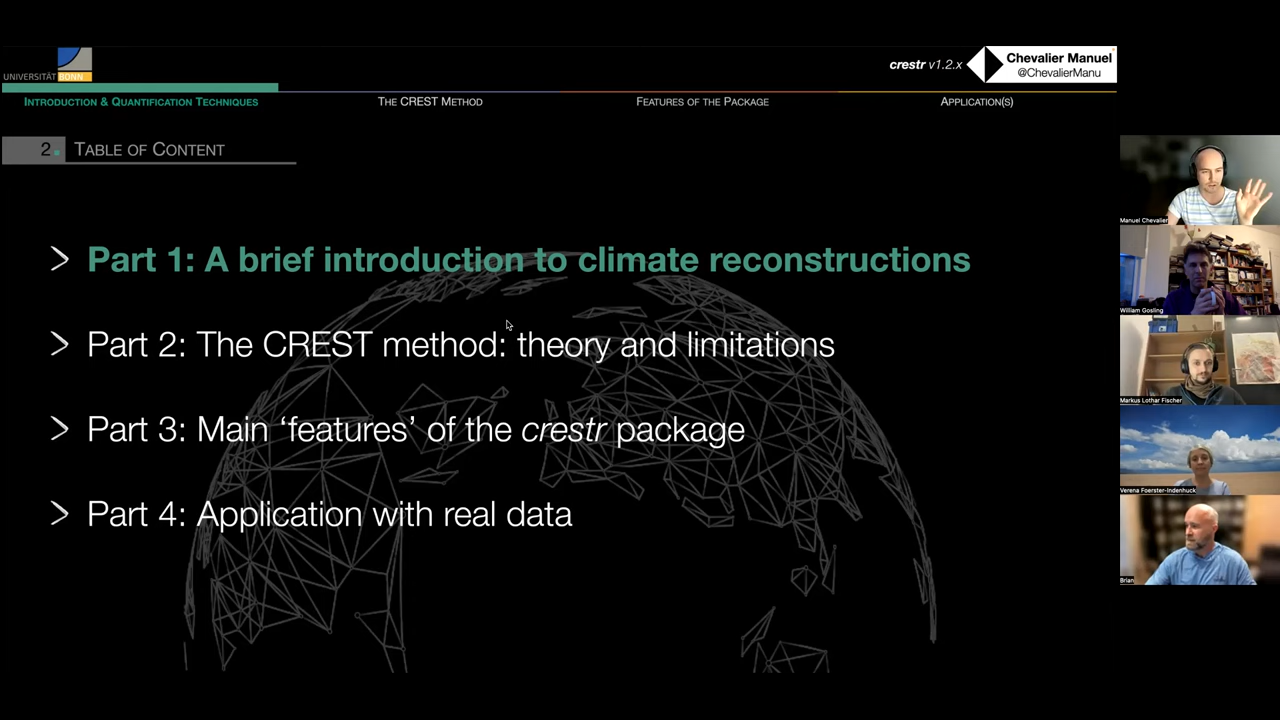 UNIVERSITÄT BONN
crestr v1.2.x
Chevalier Manuel
@ChevalierManu
INTRODUCTION & QUANTIFICATION TECHNIQUES
THE CREST METHOD
FEATURES OF THE PACKAGE
APPLICATION(S)
2. TABLE OF CONTENT
Part 1: A brief introduction to climate reconstructions
Part 2: The CREST method: theory and limitations
Part 3: Main ‘features’ of the crestr package
Part 4: Application with real data
Manuel Chevalier
William Gosling
Markus Lothar Fischer
Verena Foerster-Indenhuck
Brian